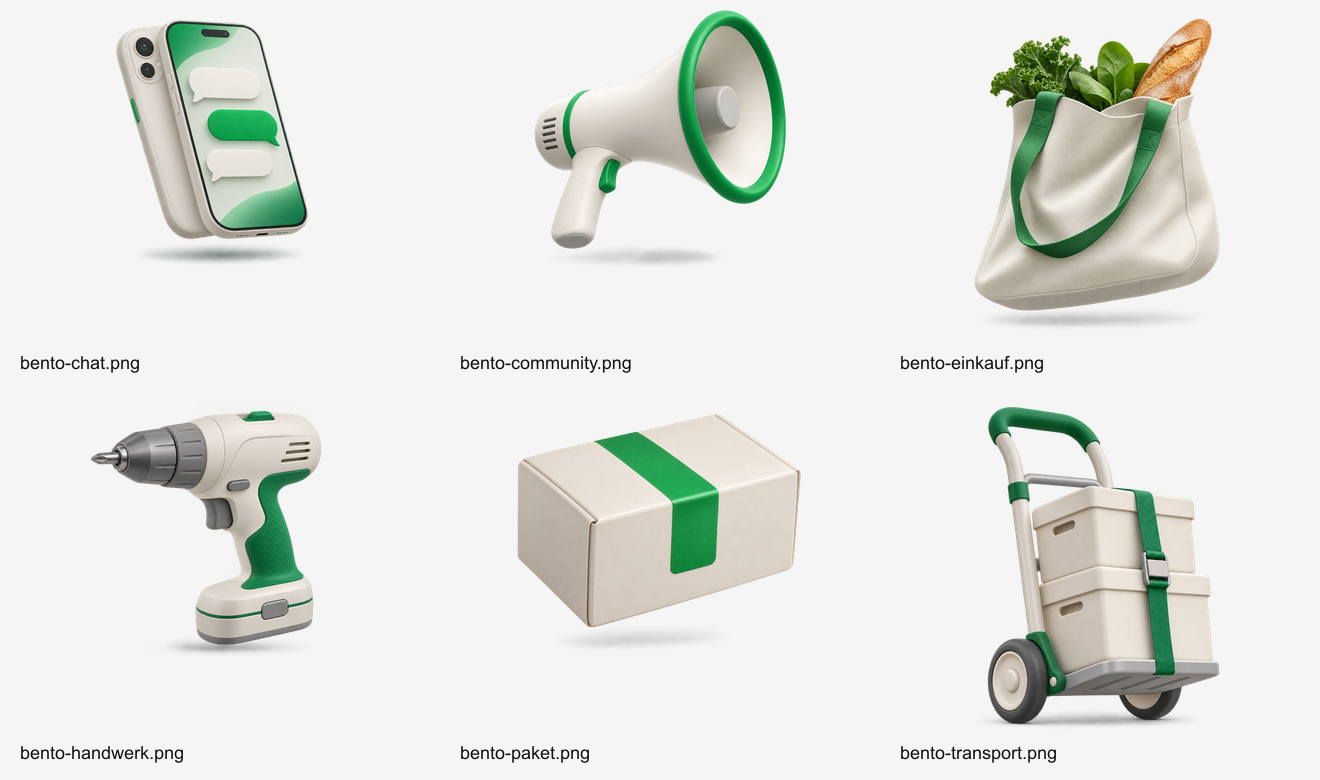 bento-chat.png
bento-community.png
bento-einkauf.png
bento-handwerk.png
bento-paket.png
bento-transport.png